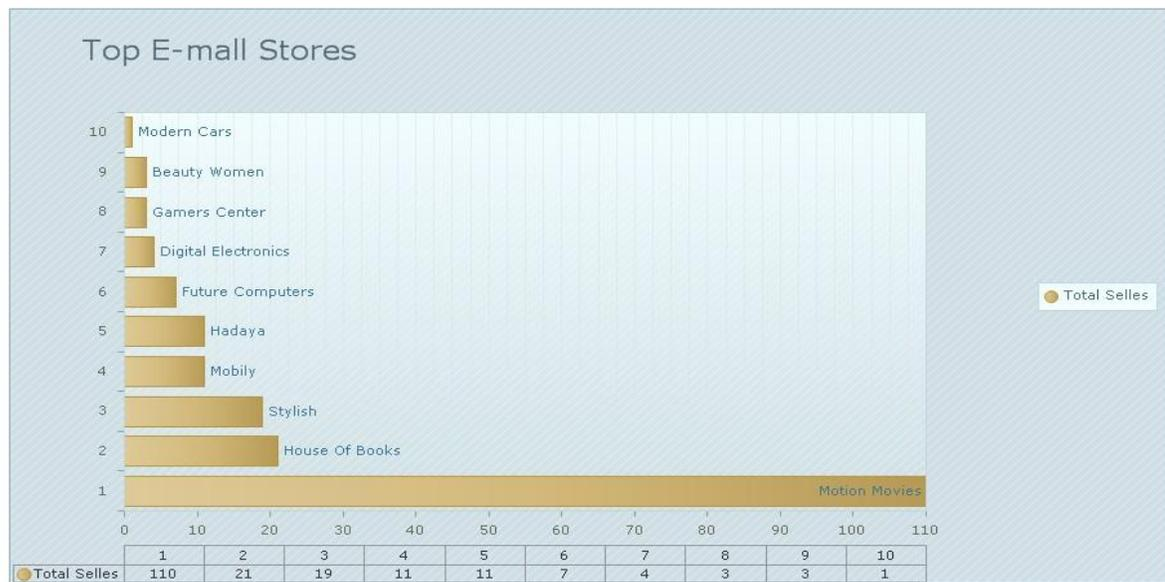 Top E-mall Stores
10 Modern Cars
9 Beauty Women
8 Gamers Center
7 Digital Electronics
6 Future Computers
Total Selles
5 Hadaya
4 Mobily
3 Stylish
2 House Of Books
1 Motion Movies
0 10 20 30 40 50 60 70 80 90 100 110
1 2 3 4 5 6 7 8 9 10
Total Selles 110 21 19 11 11 7 4 3 3 1